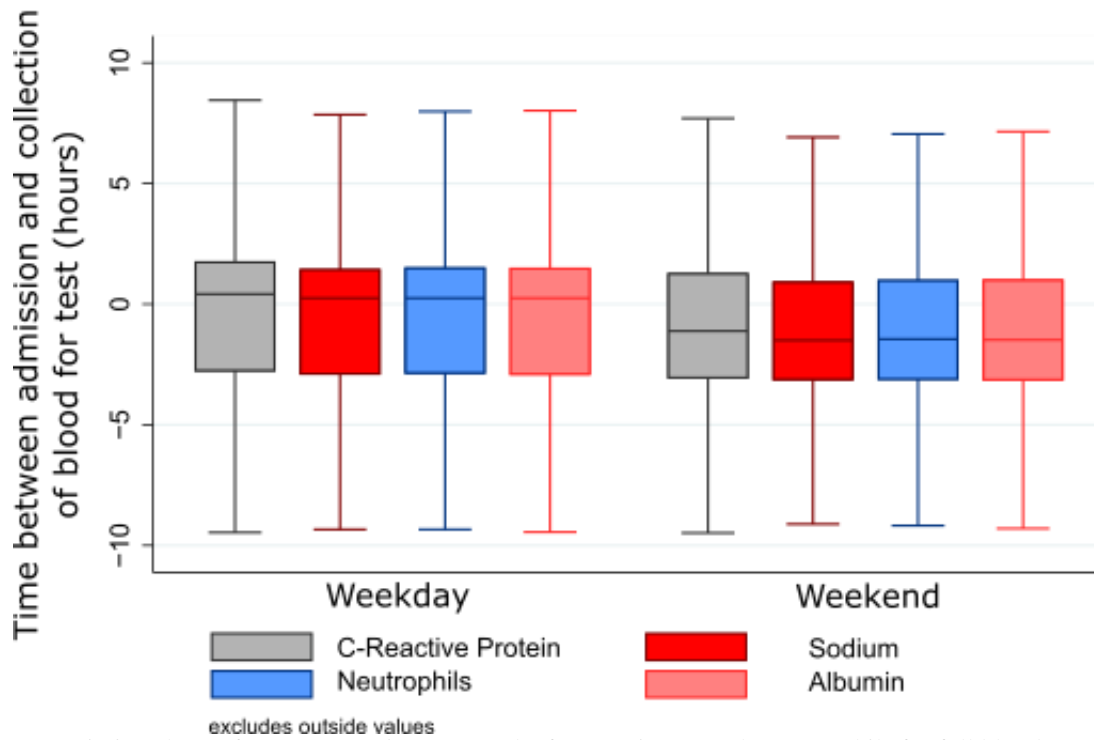 Time between admission and collection
of blood for test (hours)
10
5
0
−5
−10
Weekday
Weekend
C-Reactive Protein
Sodium
Neutrophils
Albumin
excludes outside values